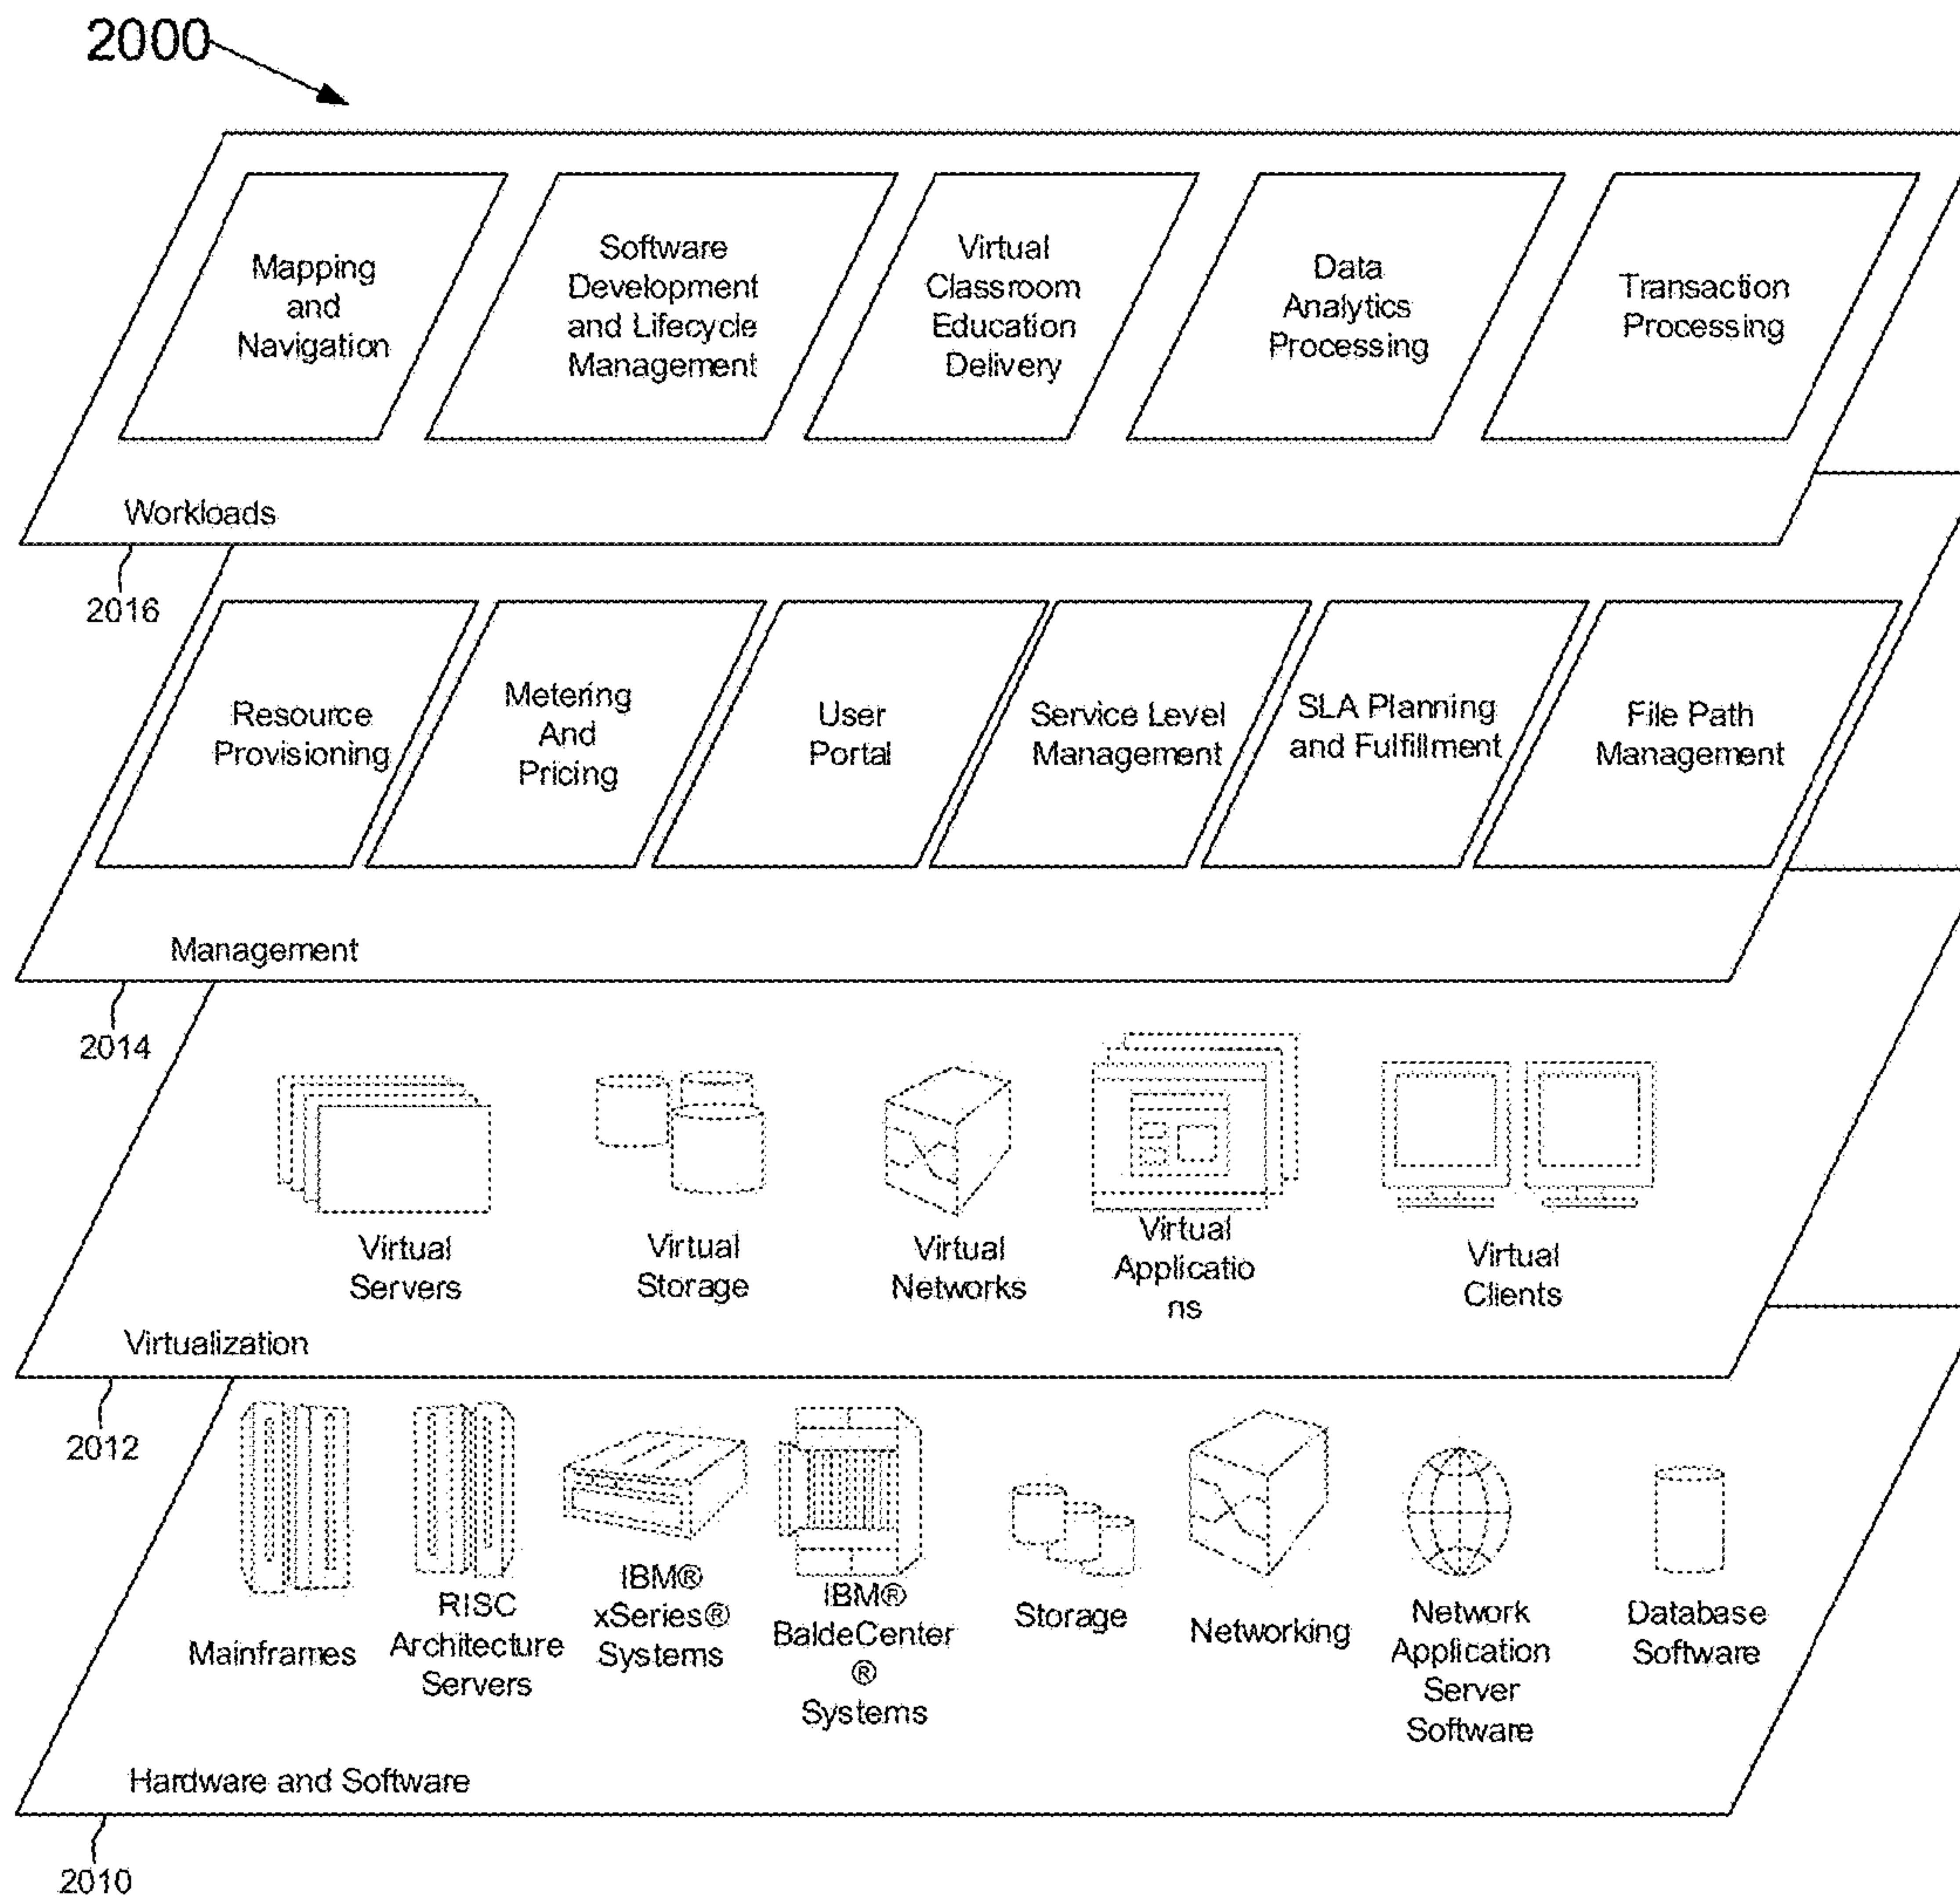 2000
Mapping
and
Navigation
Software
Development
and Lifecycle
Management
Virtual
Classroom
Education
Delivery
Data
Analytics
Processing
Transaction
Processing
Workloads
2016
Resource
Provisioning
Metering
And
Pricing
User
Portal
Service Level
Management
SLA Planning
and Fulfillment
File Path
Management
Management
2014
Virtual
Servers
Virtual
Storage
Virtual
Networks
Virtual
Applicatio
ns
Virtual
Clients
Virtualization
2012
Mainframes
RISC
Architecture
Servers
IBM®
xSeries®
Systems
IBM®
BaldeCenter
®
Systems
Storage
Networking
Network
Application
Server
Software
Database
Software
Hardware and Software
2010